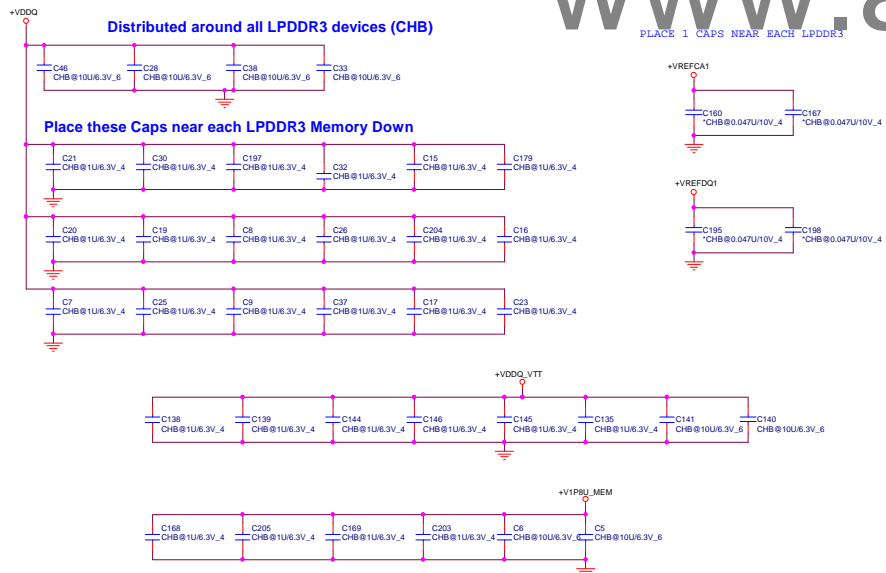 www.a
+VDDQ
Distributed around all LPDDR3 devices (CHB)
PLACE 1 CAPS NEAR EACH LPDDR3
C46
CHB@10U/6.3V_6
C28
CHB@10U/6.3V_6
C38
CHB@10U/6.3V_6
C33
CHB@10U/6.3V_6
+VREFCA1
C160
*CHB@0.047U/10V_4
C167
*CHB@0.047U/10V_4
Place these Caps near each LPDDR3 Memory Down
C21
CHB@1U/6.3V_4
C30
CHB@1U/6.3V_4
C197
CHB@1U/6.3V_4
C32
CHB@1U/6.3V_4
C15
CHB@1U/6.3V_4
C179
CHB@1U/6.3V_4
+VREFDQ1
C195
*CHB@0.047U/10V_4
C198
*CHB@0.047U/10V_4
C20
CHB@1U/6.3V_4
C19
CHB@1U/6.3V_4
C8
CHB@1U/6.3V_4
C26
CHB@1U/6.3V_4
C204
CHB@1U/6.3V_4
C16
CHB@1U/6.3V_4
C7
CHB@1U/6.3V_4
C25
CHB@1U/6.3V_4
C9
CHB@1U/6.3V_4
C37
CHB@1U/6.3V_4
C17
CHB@1U/6.3V_4
C23
CHB@1U/6.3V_4
+VDDQ_VTT
C138
CHB@1U/6.3V_4
C139
CHB@1U/6.3V_4
C144
CHB@1U/6.3V_4
C146
CHB@1U/6.3V_4
C145
CHB@1U/6.3V_4
C135
CHB@1U/6.3V_4
C141
CHB@10U/6.3V_6
C140
CHB@10U/6.3V_6
+V1P8U_MEM
C168
CHB@1U/6.3V_4
C205
CHB@1U/6.3V_4
C169
CHB@1U/6.3V_4
C203
CHB@1U/6.3V_4
C6
CHB@10U/6.3V_6
C5
CHB@10U/6.3V_6